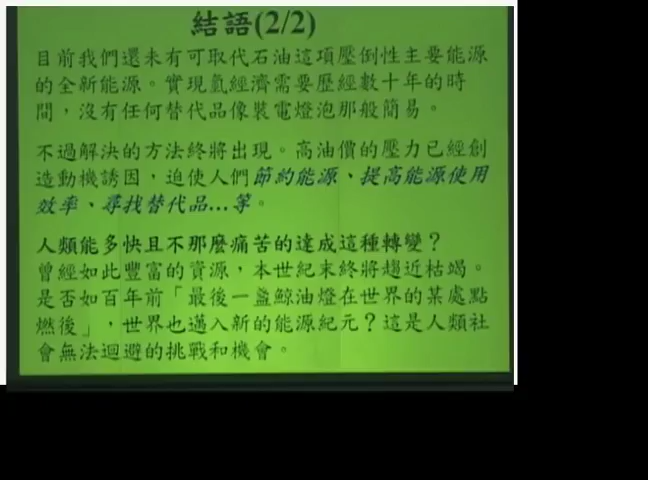 結語(2/2)
目前我們還未有可取代石油這項壓倒性主要能源
的全新能源。實現氫經濟需要歷經數十年的時
間，沒有任何替代品像裝電燈泡那般簡易。
不過解決的方法終將出現。高油價的壓力已經創
造動機誘因，迫使人們節約能源、提高能源使用
效率、尋找替代品…等。
人類能多快且不那麼痛苦的達成這種轉變？
曾經如此豐富的資源，本世紀末終將趨近枯竭。
是否如百年前「最後一盞鯨油燈在世界的某處點
燃後」，世界也邁入新的能源紀元？這是人類社
會無法迴避的挑戰和機會。